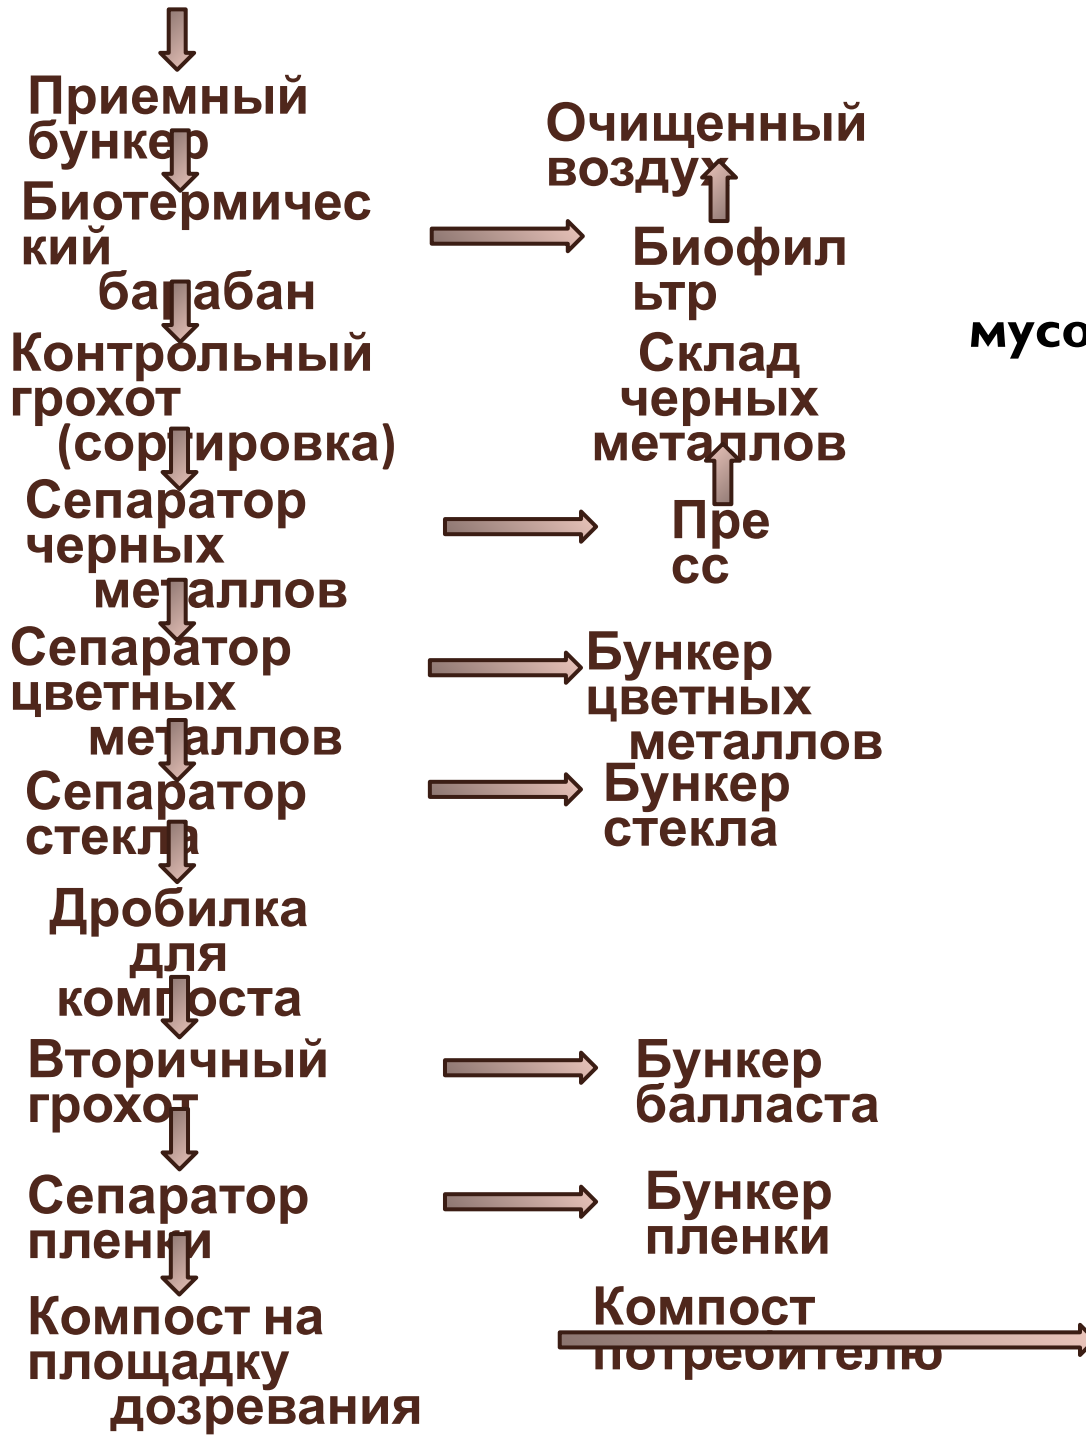 Приемный
бункер
Биотермичес
кий
барабан
Контрольный
грохот
(сортировка)
Сепаратор
черных
металлов
Сепаратор
цветных
металлов
Сепаратор
стекла
Дробилка
для
компоста
Вторичный
грохот
Сепаратор
пленки
Компост на
площадку
дозревания
Очищенный
воздух
Биофил
ьтр
Склад
черных
металлов
Пре
сс
Бункер
цветных
металлов
Бункер
стекла
Бункер
балласта
Бункер
пленки
Компост
потребителю
мусо